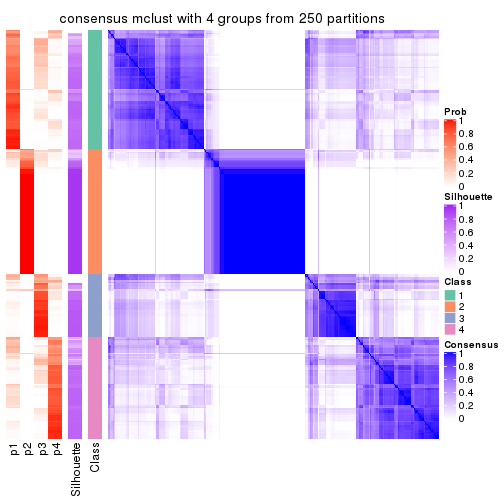 consensus mclust with 4 groups from 250 partitions
Prob
1
0.8
0.6
0.4
0.2
0
Silhouette
1
0.8
0.6
0.4
0.2
0
Class
1
2
3
4
Consensus
1
0.8
0.6
0.4
0.2
0
p1
p2
p3
p4
Silhouette
Class